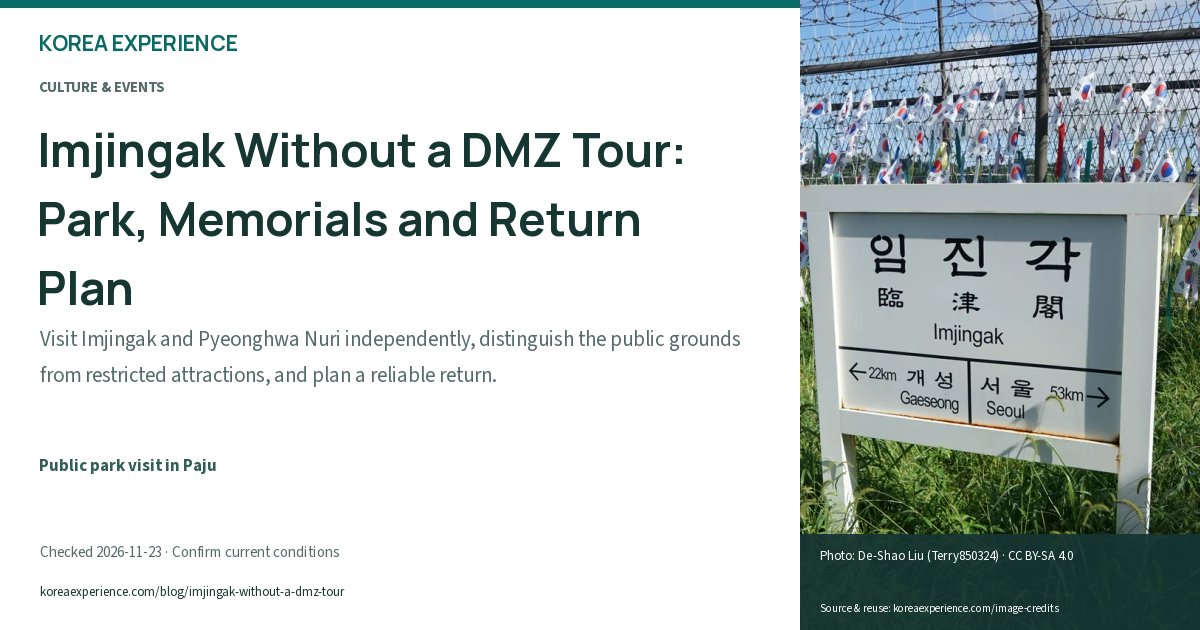 KOREA EXPERIENCE
CULTURE & EVENTS
Imjingak Without a DMZ Tour:
Park, Memorials and Return
Plan
Visit Imjingak and Pyeonghwa Nuri independently, distinguish the public grounds
from restricted attractions, and plan a reliable return.
Public park visit in Paju
Checked 2026-11-23 · Confirm current conditions
koreaexperience.com/blog/imjingak-without-a-dmz-tour
임진각
臨津閣
Imjingak
←22km 개성
Gaeseong
서울 53km→
Seoul
Photo: De-Shao Liu (Terry850324) · CC BY-SA 4.0
Source & reuse: koreaexperience.com/image-credits